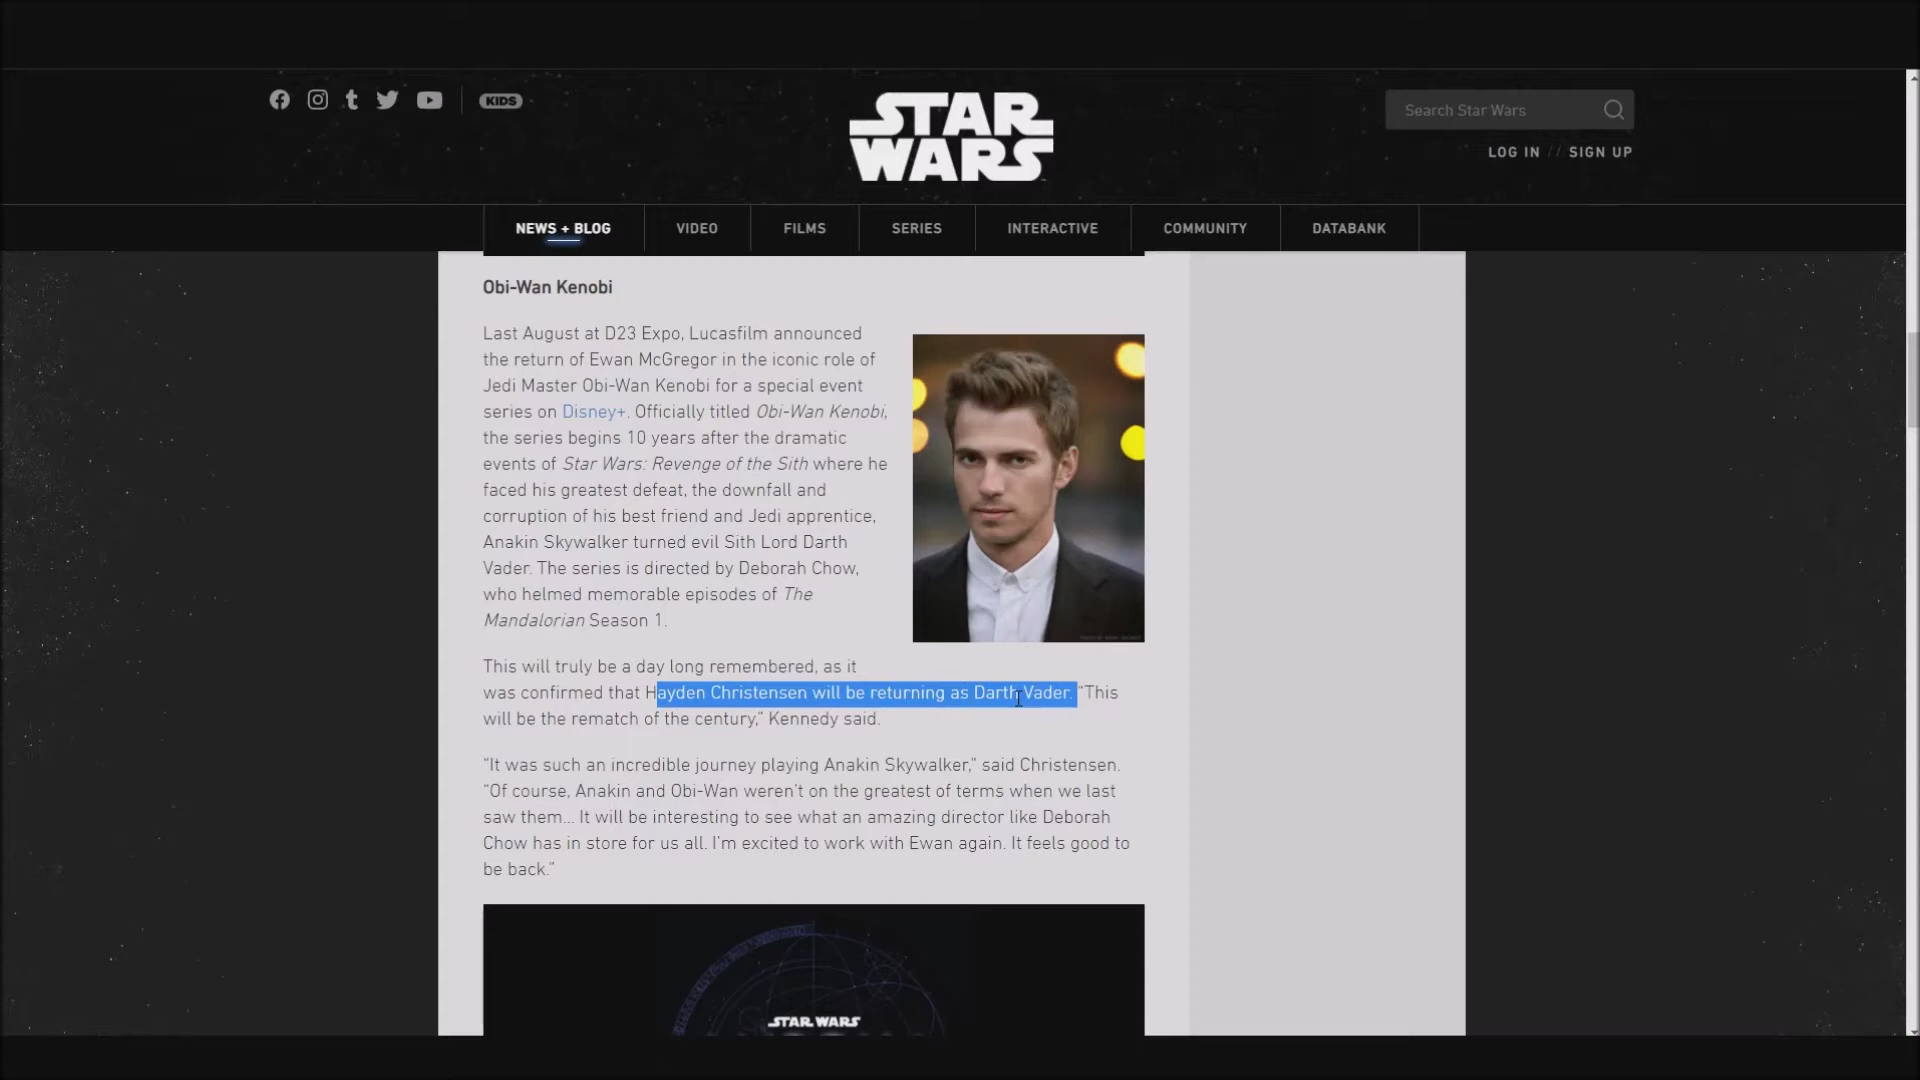 KIDS
STAR
WARS
Search Star Wars
LOG IN // SIGN UP
NEWS + BLOG
VIDEO
FILMS
SERIES
INTERACTIVE
COMMUNITY
DATABANK
Obi-Wan Kenobi
Last August at D23 Expo, Lucasfilm announced
the return of Ewan McGregor in the iconic role of
Jedi Master Obi-Wan Kenobi for a special event
series on Disney+. Officially titled Obi-Wan Kenobi,
the series begins 10 years after the dramatic
events of Star Wars: Revenge of the Sith where he
faced his greatest defeat, the downfall and
corruption of his best friend and Jedi apprentice,
Anakin Skywalker turned evil Sith Lord Darth
Vader. The series is directed by Deborah Chow,
who helmed memorable episodes of The
Mandalorian Season 1.
This will truly be a day long remembered, as it
was confirmed that Hayden Christensen will be returning as Darth Vader. “This
will be the rematch of the century,” Kennedy said.
“It was such an incredible journey playing Anakin Skywalker,” said Christensen.
“Of course, Anakin and Obi-Wan weren’t on the greatest of terms when we last
saw them… It will be interesting to see what an amazing director like Deborah
Chow has in store for us all. I’m excited to work with Ewan again. It feels good to
be back.”
STAR WARS